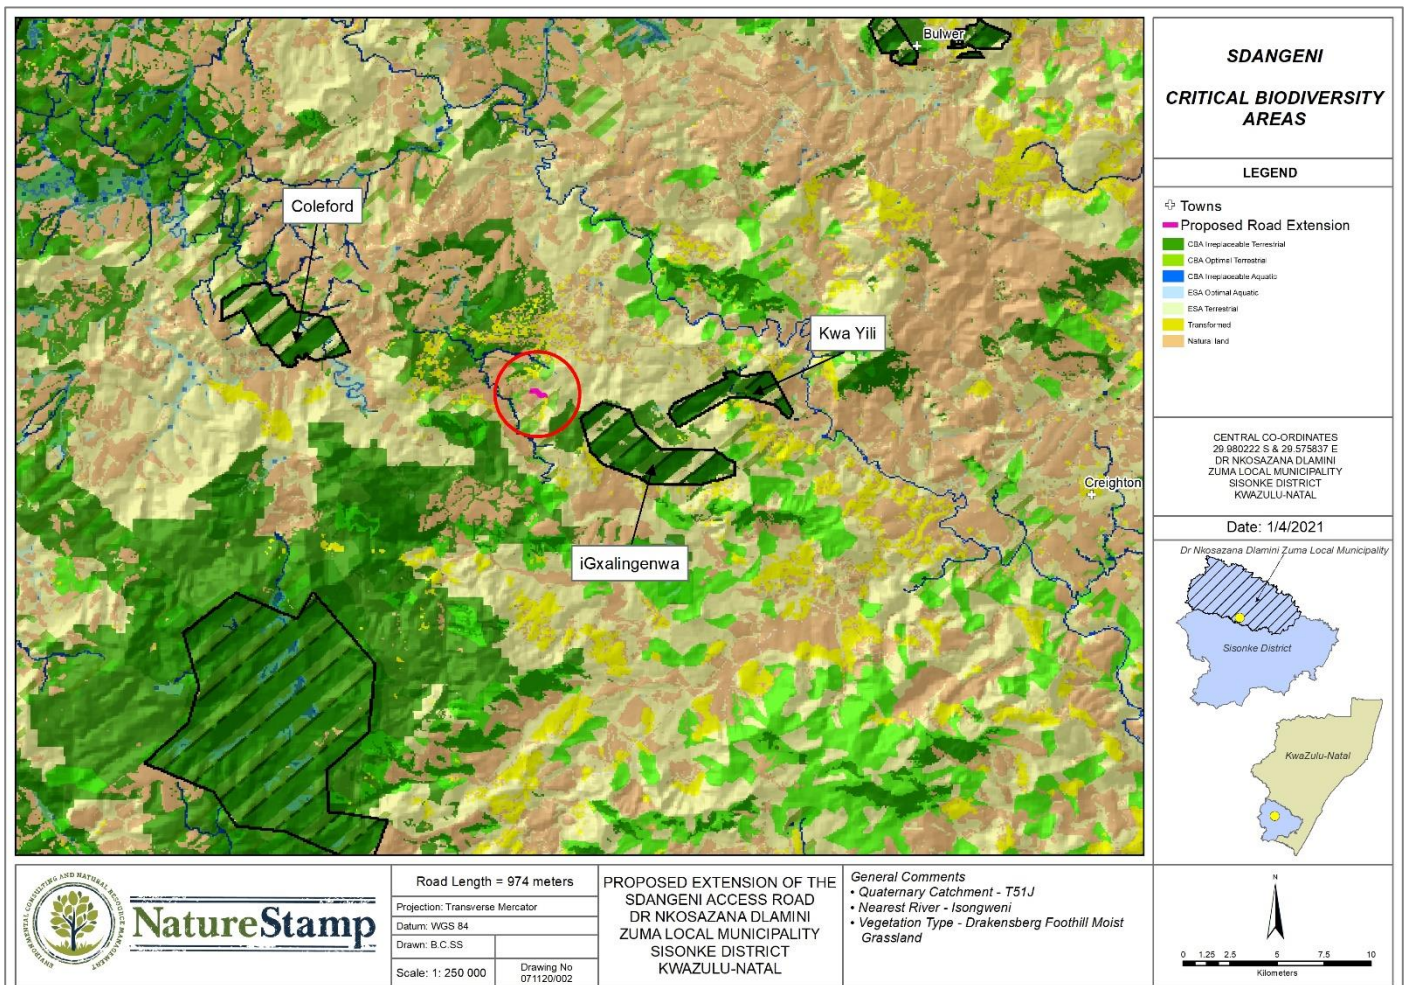 Bulwer
Coleford
Kwa Yili
Creighton
iGxalingenwa
SDANGENI
CRITICAL BIODIVERSITY
AREAS
LEGEND
Towns
Proposed Road Extension
CBA Irreplaceable Terrestrial
CBA Optimal Terrestrial
CBA Irreplaceable Aquatic
ESA Optimal Aquatic
ESA Terrestrial
Transformed
Natural land
CENTRAL CO-ORDINATES
29.980222 S & 29.575837 E
DR NKOSAZANA DLAMINI
ZUMA LOCAL MUNICIPALITY
SISONKE DISTRICT
KWAZULU-NATAL
Date: 1/4/2021
Dr Nkosazana Dlamini Zuma Local Municipality
Sisonke District
KwaZulu-Natal
ENVIRONMENTAL CONSULTING AND NATURAL RESOURCE MANAGEMENT
NatureStamp
Road Length = 974 meters
Projection: Transverse Mercator
Datum: WGS 84
Drawn: B.C.SS
Scale: 1: 250 000
Drawing No
071120/002
PROPOSED EXTENSION OF THE
SDANGENI ACCESS ROAD
DR NKOSAZANA DLAMINI
ZUMA LOCAL MUNICIPALITY
SISONKE DISTRICT
KWAZULU-NATAL
General Comments
• Quaternary Catchment - T51J
• Nearest River - Isongweni
• Vegetation Type - Drakensberg Foothill Moist
Grassland
N
0 1.25 2.5 5 7.5 10
Kilometers